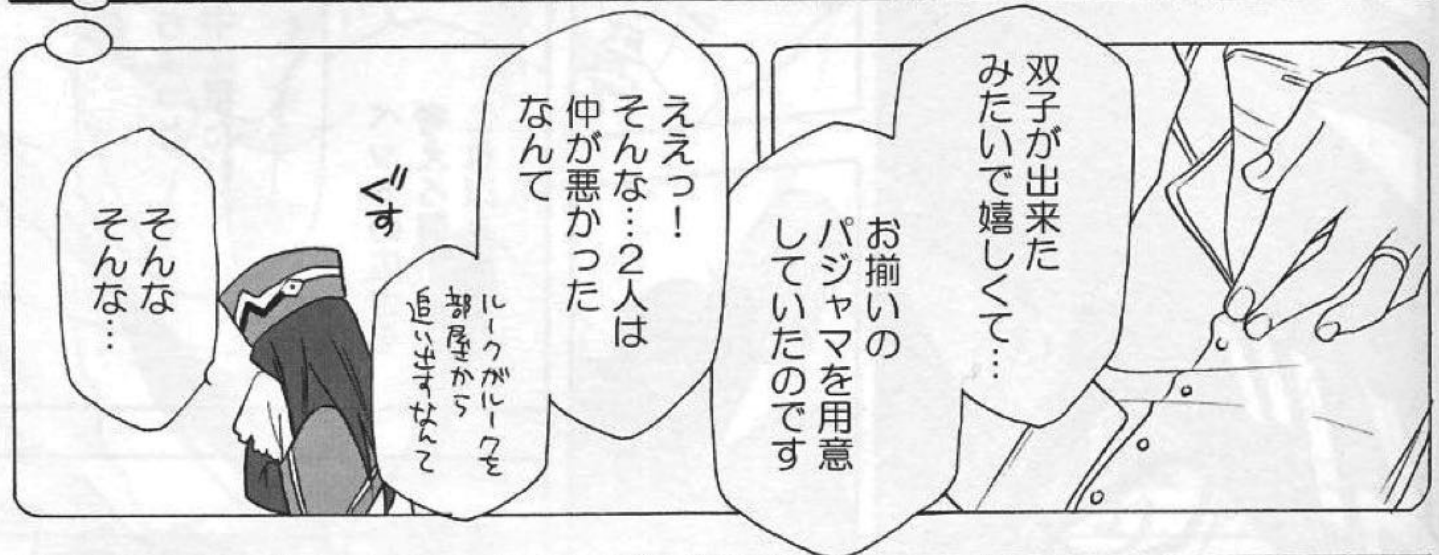 双子が出来た
みたいで嬉しくて…
お揃いの
パジャマを用意
していたのです
ええっ!
そんな…2人は
仲が悪かった
なんて
ルークがルークを
部屋から
追い出すなんて
ぐす
そんな
そんな…